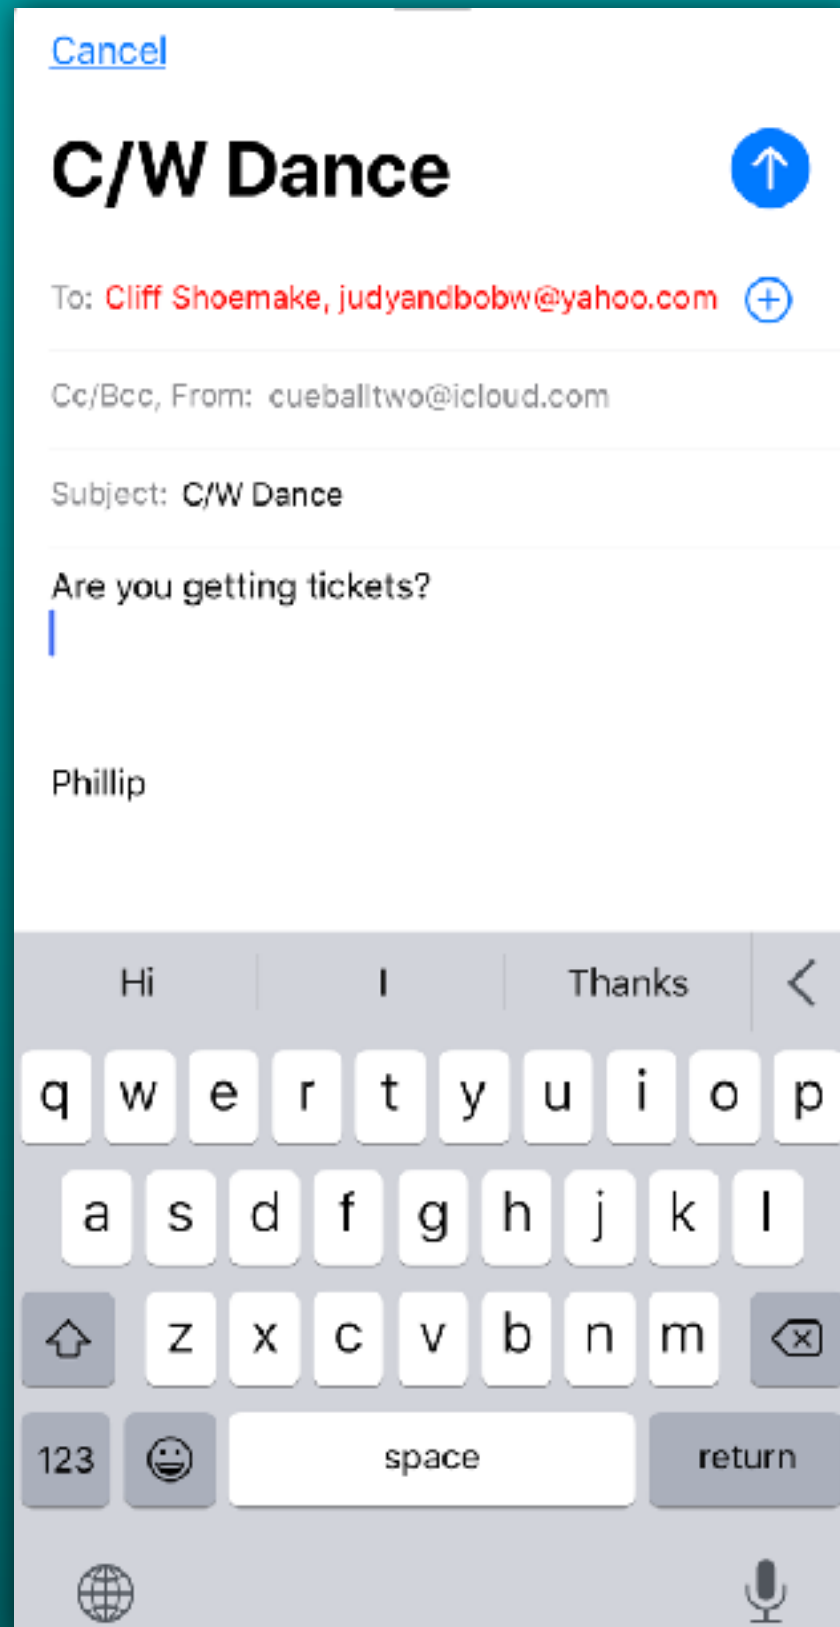 Cancel
C/W Dance
To: Cliff Shoemake, judyandbobw@yahoo.com
Cc/Bcc, From: cueballtwo@icloud.com
Subject: C/W Dance
Are you getting tickets?
Phillip
Hi I Thanks
q w e r t y u i o p
a s d f g h j k l
z x c v b n m
123 space return